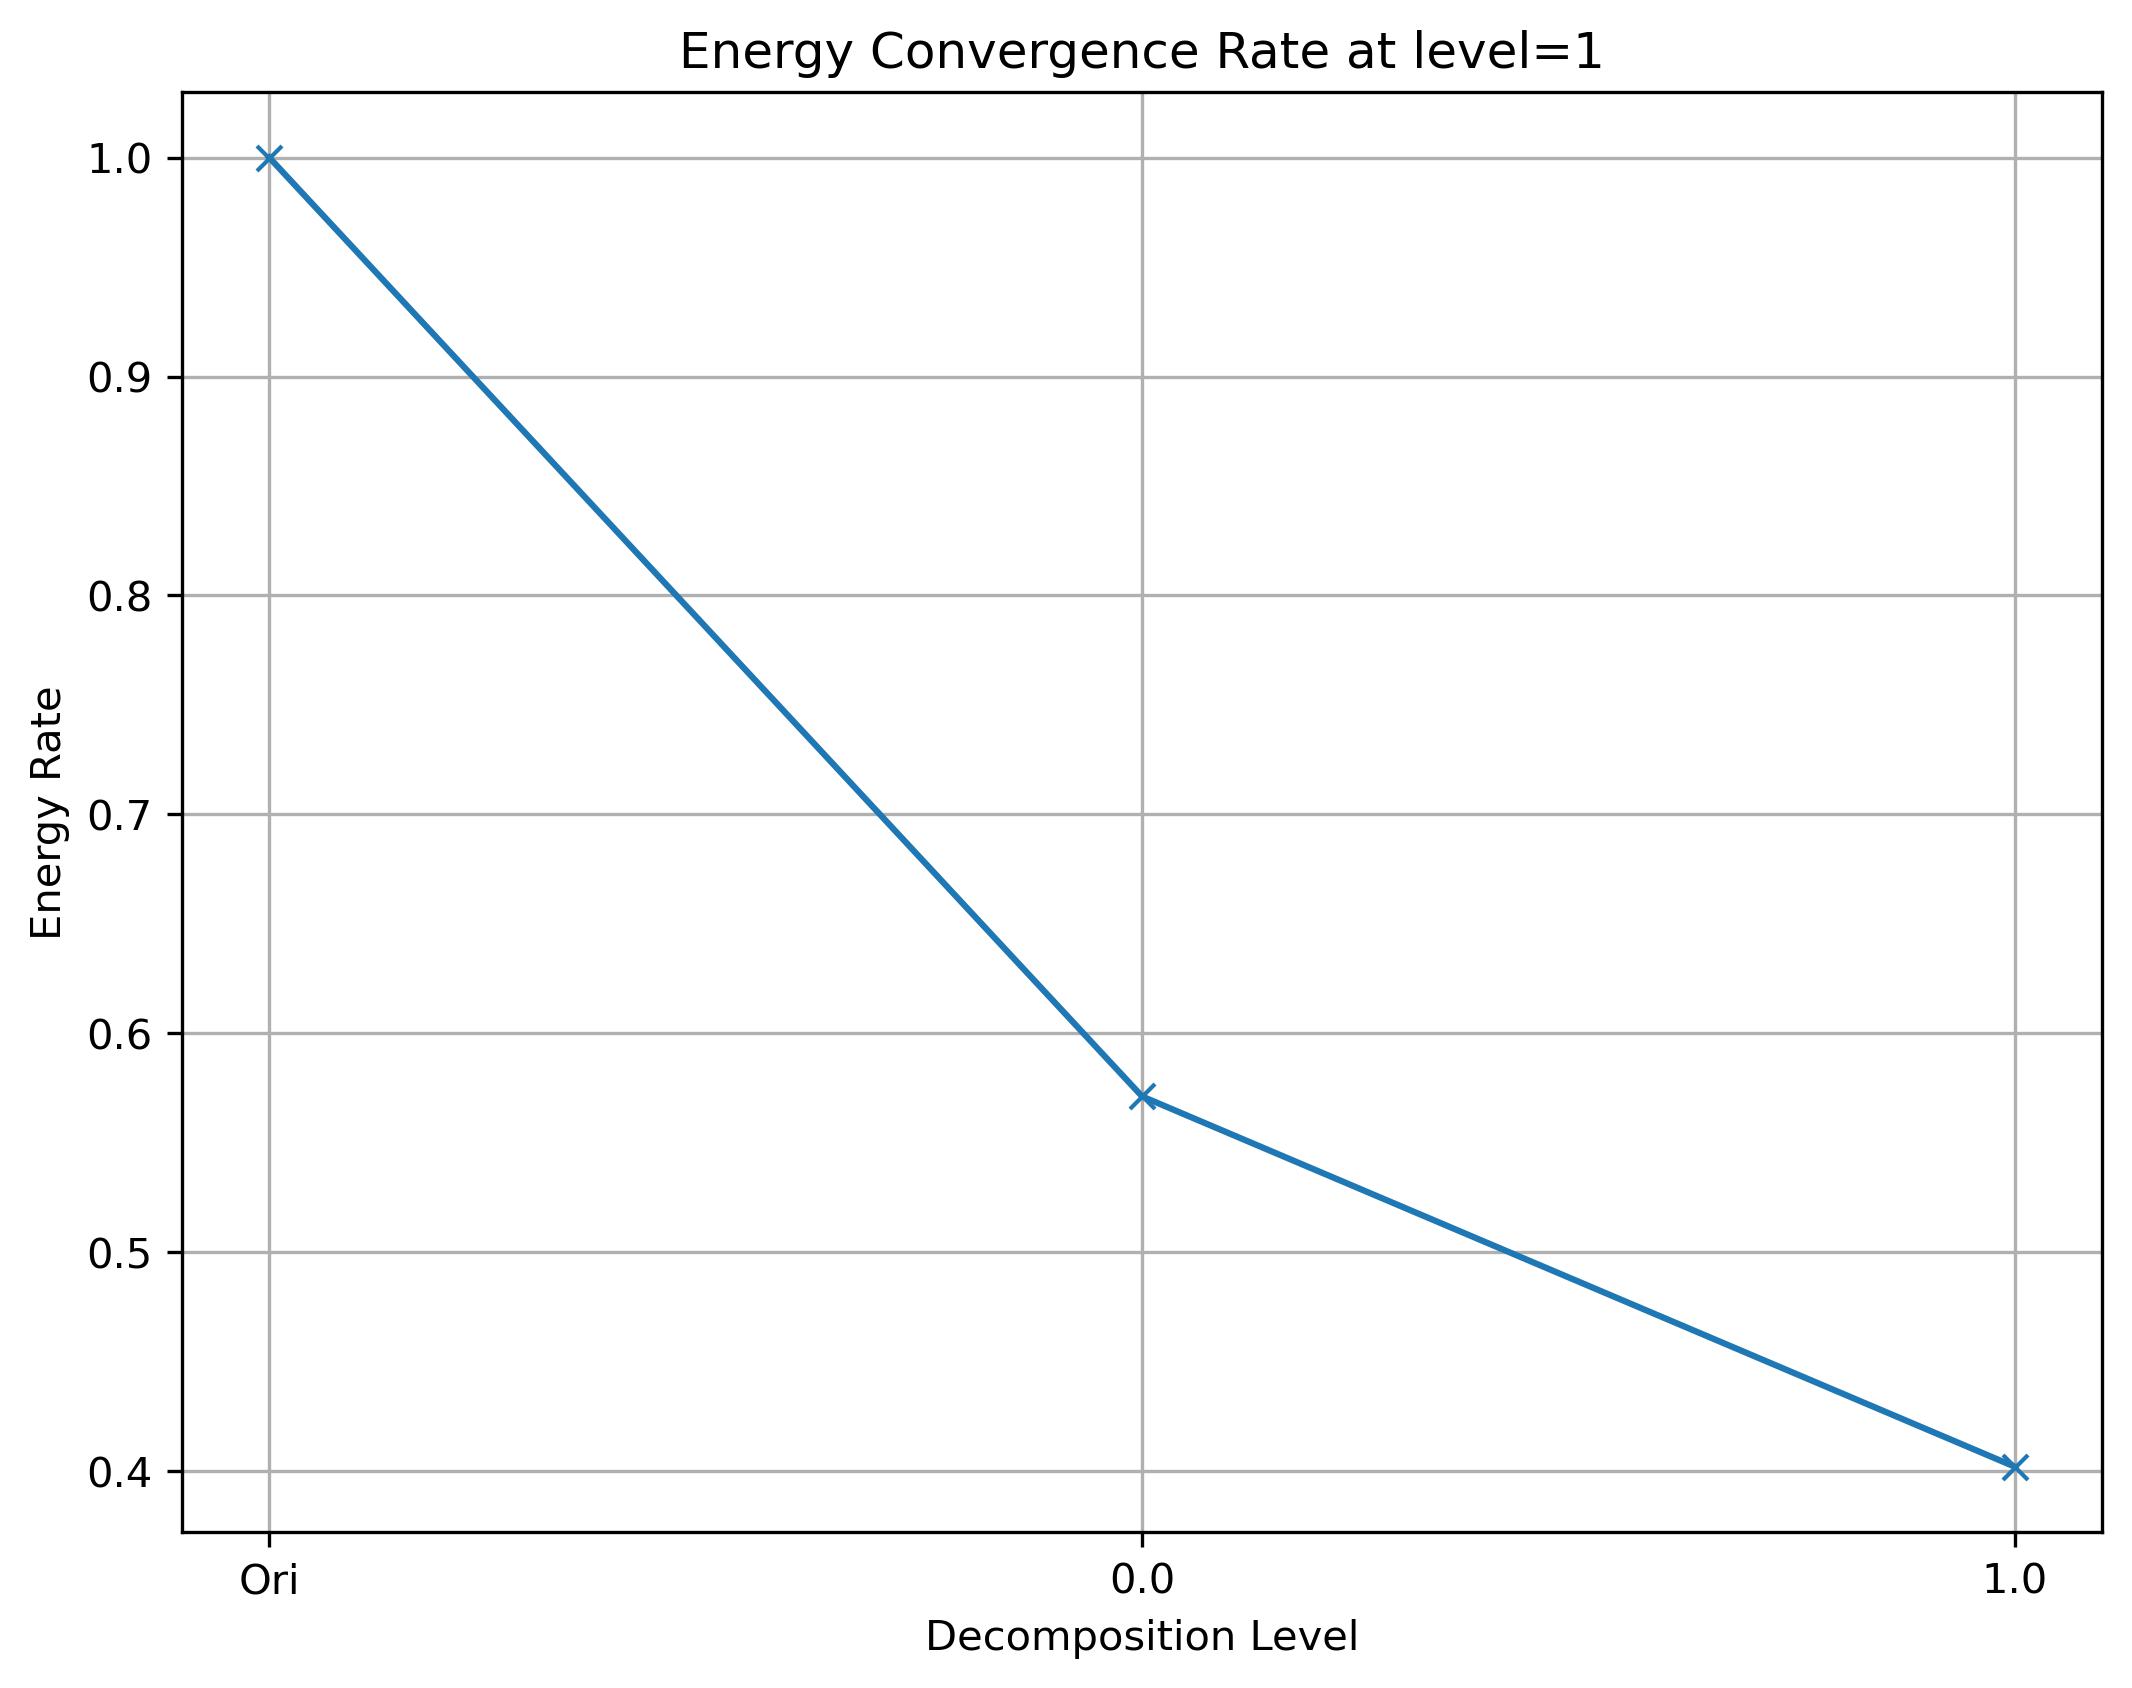 Energy Convergence Rate at level=1
1.0
0.9
0.8
0.7
0.6
0.5
0.4
Energy Rate
Ori 0.0 1.0
Decomposition Level